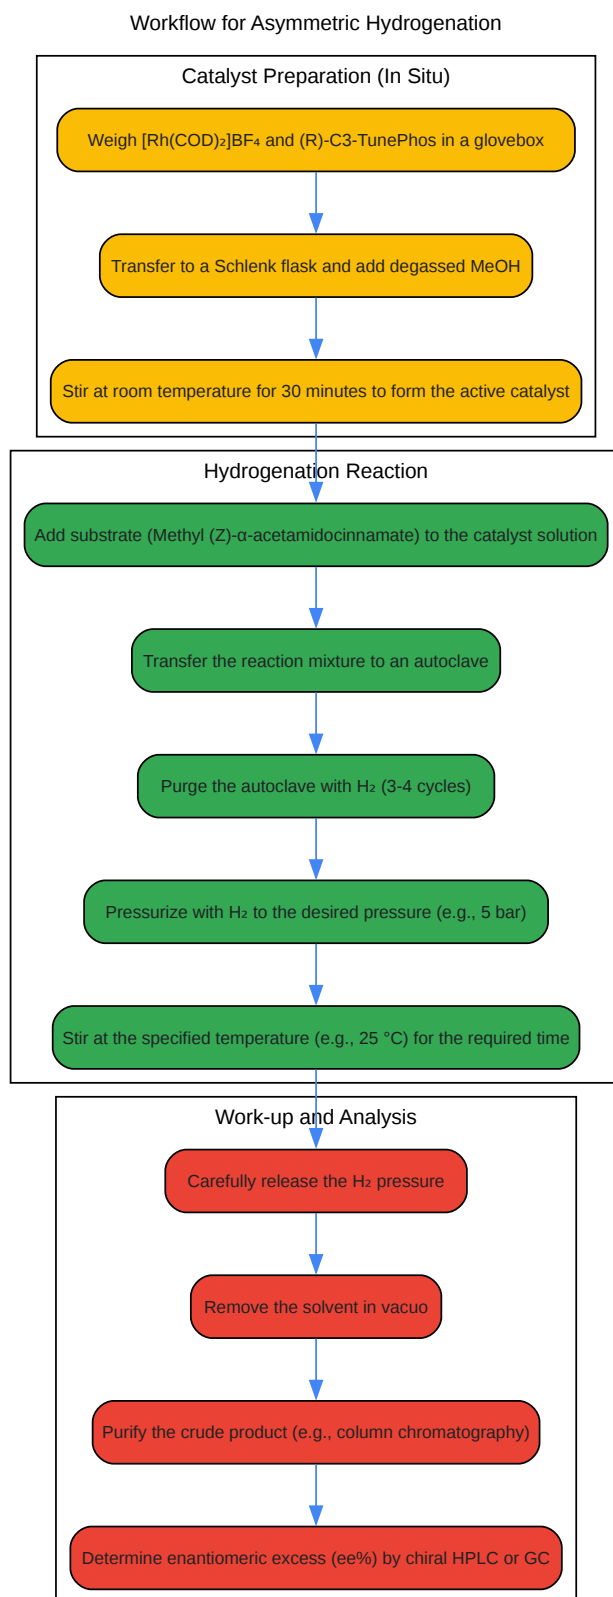 Workflow for Asymmetric Hydrogenation
Catalyst Preparation (In Situ)
Weigh [Rh(COD)₂]BF₄ and (R)-C3-TunePhos in a glovebox
Transfer to a Schlenk flask and add degassed MeOH
Stir at room temperature for 30 minutes to form the active catalyst
Hydrogenation Reaction
Add substrate (Methyl (Z)-α-acetamidocinnamate) to the catalyst solution
Transfer the reaction mixture to an autoclave
Purge the autoclave with H₂ (3-4 cycles)
Pressurize with H₂ to the desired pressure (e.g., 5 bar)
Stir at the specified temperature (e.g., 25 °C) for the required time
Work-up and Analysis
Carefully release the H₂ pressure
Remove the solvent in vacuo
Purify the crude product (e.g., column chromatography)
Determine enantiomeric excess (ee%) by chiral HPLC or GC